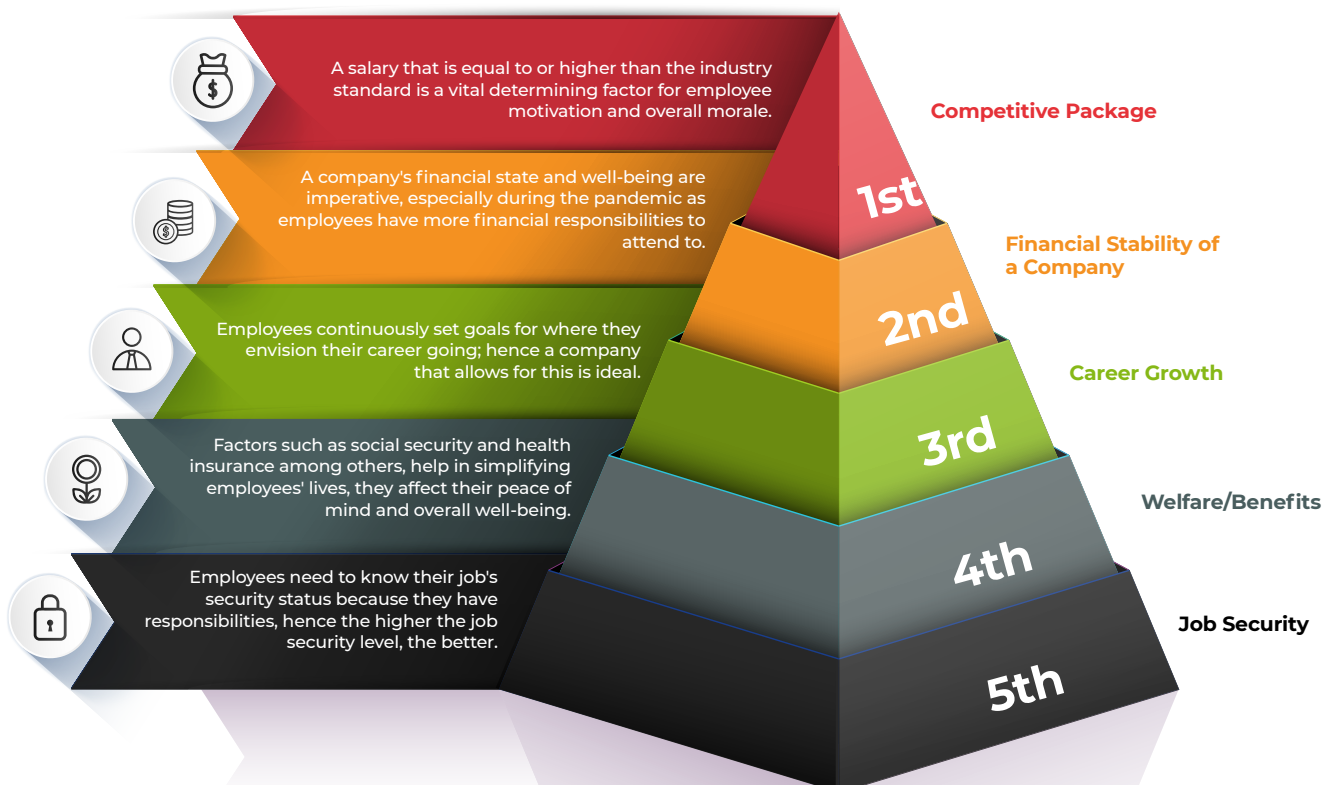 A salary that is equal to or higher than the industry
standard is a vital determining factor for employee
motivation and overall morale.
Competitive Package
1st
A company's financial state and well-being are
imperative, especially during the pandemic as
employees have more financial responsibilities to
attend to.
Financial Stability of
a Company
2nd
Employees continuously set goals for where they
envision their career going; hence a company
that allows for this is ideal.
Career Growth
3rd
Factors such as social security and health
insurance among others, help in simplifying
employees' lives, they affect their peace of
mind and overall well-being.
Welfare/Benefits
4th
Employees need to know their job's
security status because they have
responsibilities, hence the higher the job
security level, the better.
Job Security
5th